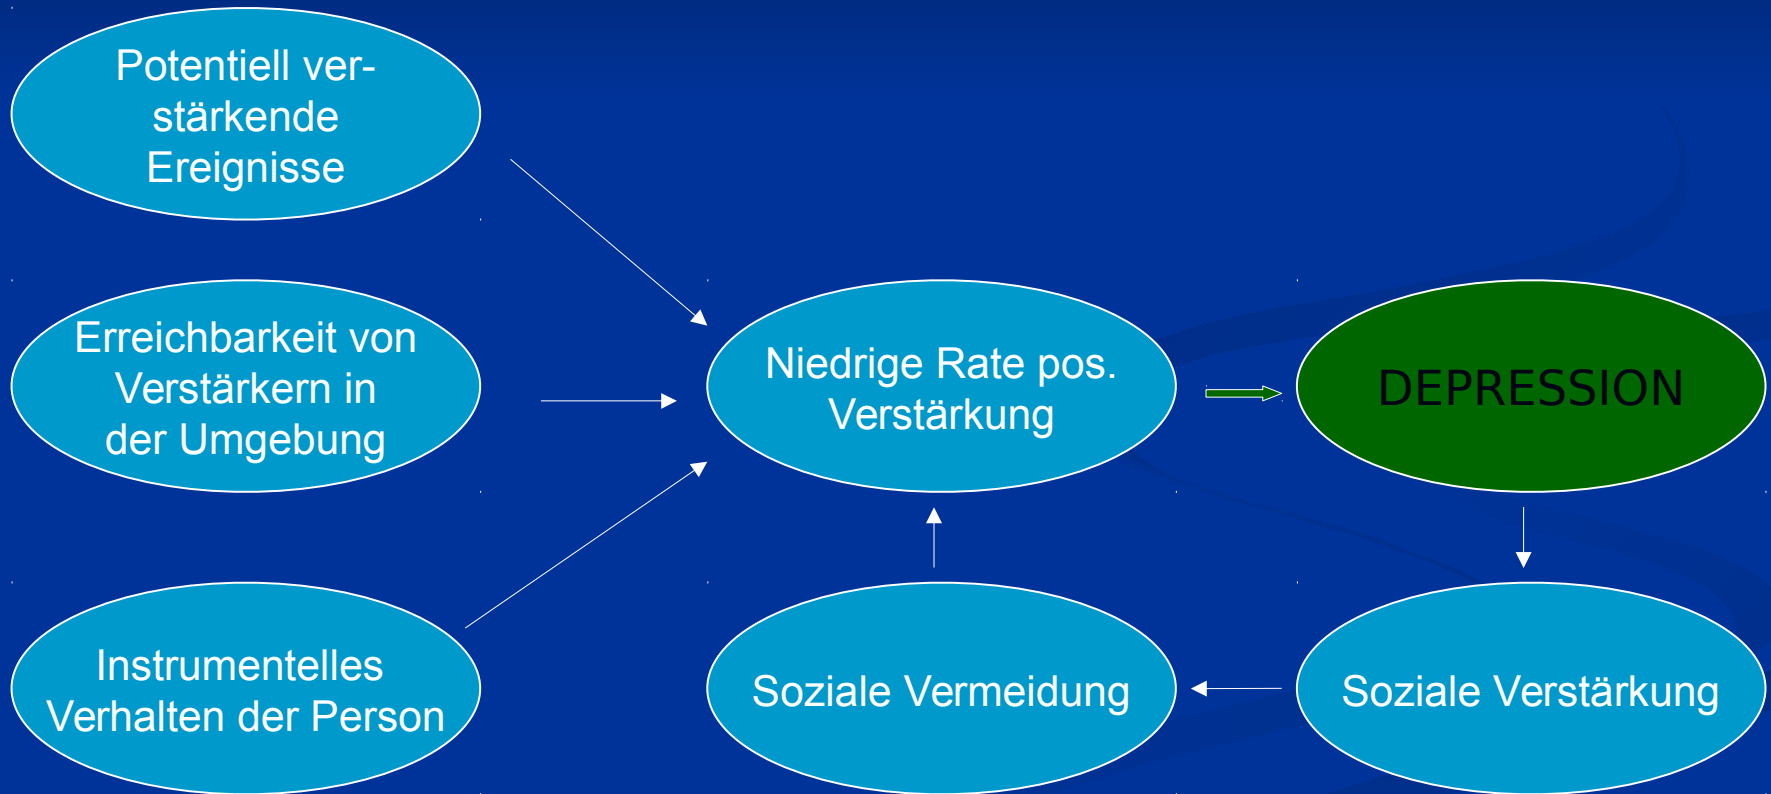 Potentiell ver-
stärkende
Ereignisse
Erreichbarkeit von
Verstärkern in
der Umgebung
Niedrige Rate pos.
Verstärkung
DEPRESSION
Instrumentelles
Verhalten der Person
Soziale Vermeidung
Soziale Verstärkung